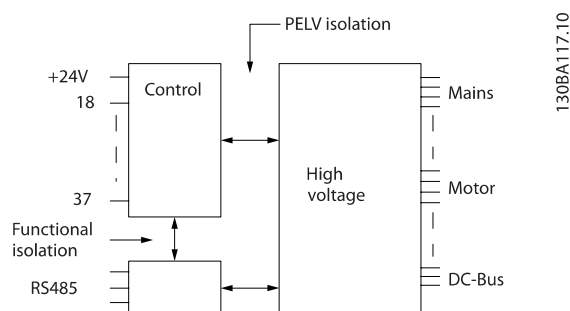 PELV isolation
130BA117.10
+24V
Control
18
Mains
High
voltage
Motor
37
Functional
isolation
DC-Bus
RS485